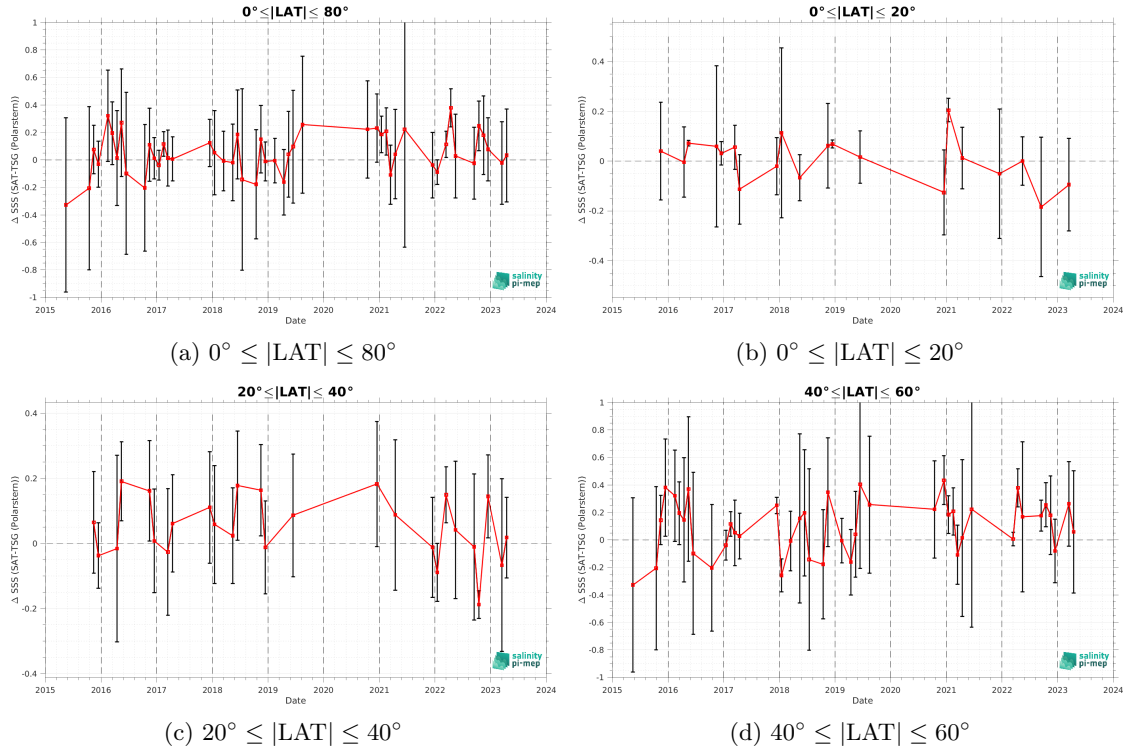 0°≤|LAT|≤ 80°
1
0.8
0.6
0.4
0.2
0
-0.2
-0.4
-0.6
-0.8
-1
Δ SSS (SAT-TSG (Polarstern))
2015 2016 2017 2018 2019 2020 2021 2022 2023 2024
Date
salinity
pi-mep
(a) 0° ≤ |LAT| ≤ 80°
0°≤|LAT|≤ 20°
0.4
0.2
0
-0.2
-0.4
Δ SSS (SAT-TSG (Polarstern))
2015 2016 2017 2018 2019 2020 2021 2022 2023 2024
Date
salinity
pi-mep
(b) 0° ≤ |LAT| ≤ 20°
20°≤|LAT|≤ 40°
0.4
0.2
0
-0.2
-0.4
Δ SSS (SAT-TSG (Polarstern))
2015 2016 2017 2018 2019 2020 2021 2022 2023 2024
Date
salinity
pi-mep
(c) 20° ≤ |LAT| ≤ 40°
40°≤|LAT|≤ 60°
1
0.8
0.6
0.4
0.2
0
-0.2
-0.4
-0.6
-0.8
-1
Δ SSS (SAT-TSG (Polarstern))
2015 2016 2017 2018 2019 2020 2021 2022 2023 2024
Date
salinity
pi-mep
(d) 40° ≤ |LAT| ≤ 60°